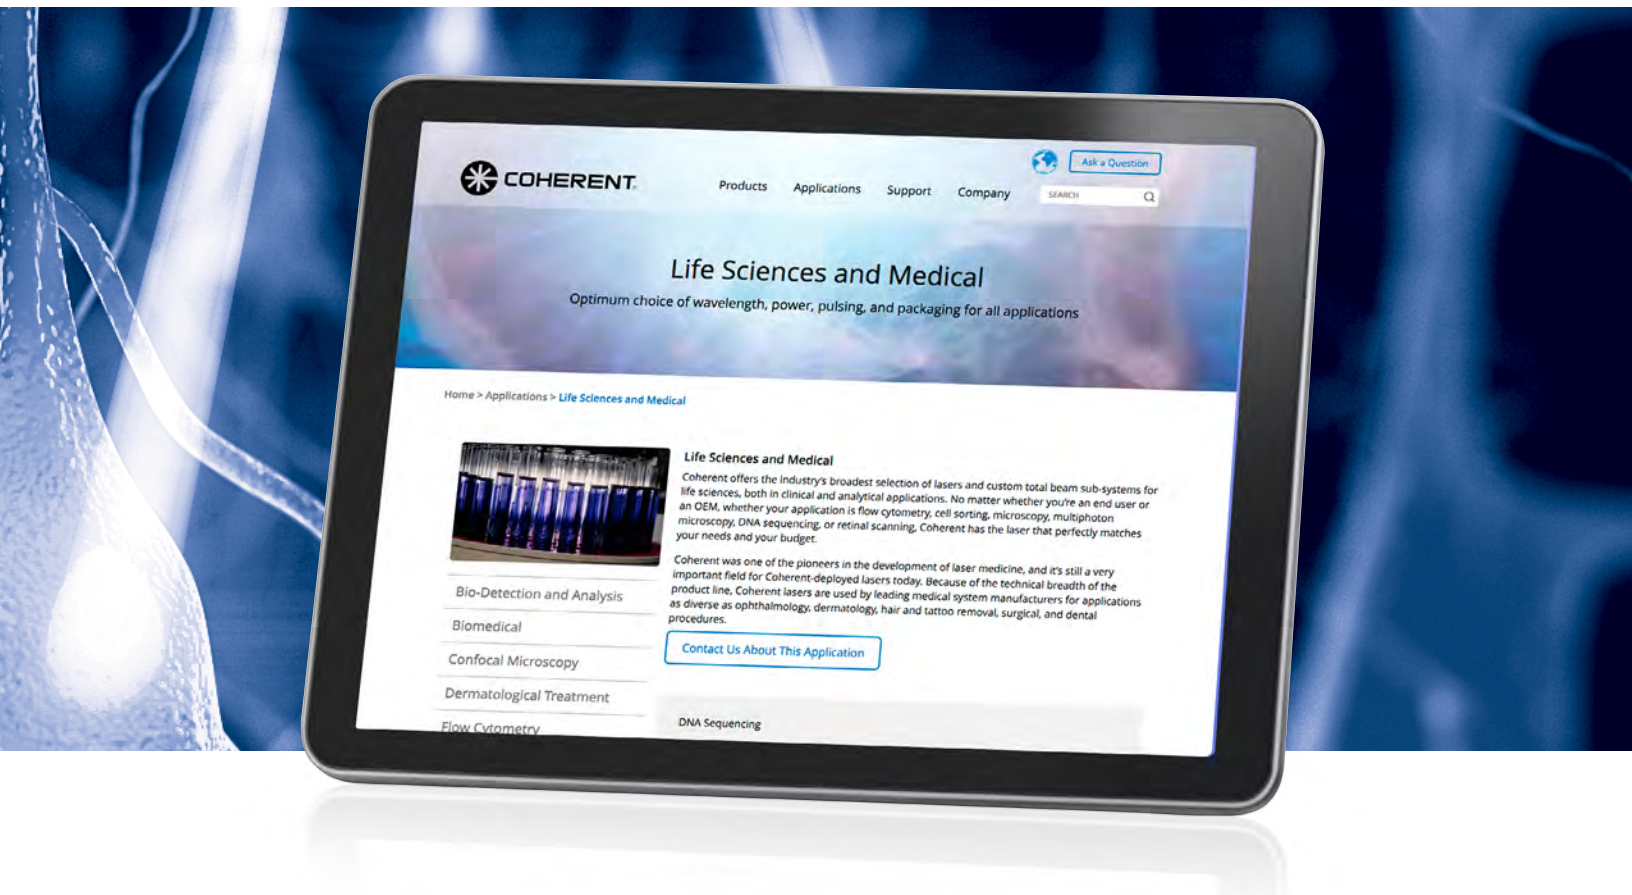 COHERENT
Ask a Question
Products Applications Support Company SEARCH
Life Sciences and Medical
Optimum choice of wavelength, power, pulsing, and packaging for all applications
Home > Applications > Life Sciences and Medical
Life Sciences and Medical
Coherent offers the industry's broadest selection of lasers and custom total beam sub-systems for
life sciences, both in clinical and analytical applications. No matter whether you're an end user or
an OEM, whether your application is flow cytometry, cell sorting, microscopy, multiphoton
microscopy, DNA sequencing, or retinal scanning, Coherent has the laser that perfectly matches
your needs and your budget.
Coherent was one of the pioneers in the development of laser medicine, and it's still a very
important field for Coherent-deployed lasers today. Because of the technical breadth of the
product line, Coherent lasers are used by leading medical system manufacturers for applications
as diverse as ophthalmology, dermatology, hair and tattoo removal, surgical, and dental
procedures.
Contact Us About This Application
Bio-Detection and Analysis
Biomedical
Confocal Microscopy
Dermatological Treatment
Flow Cytometry
DNA Sequencing